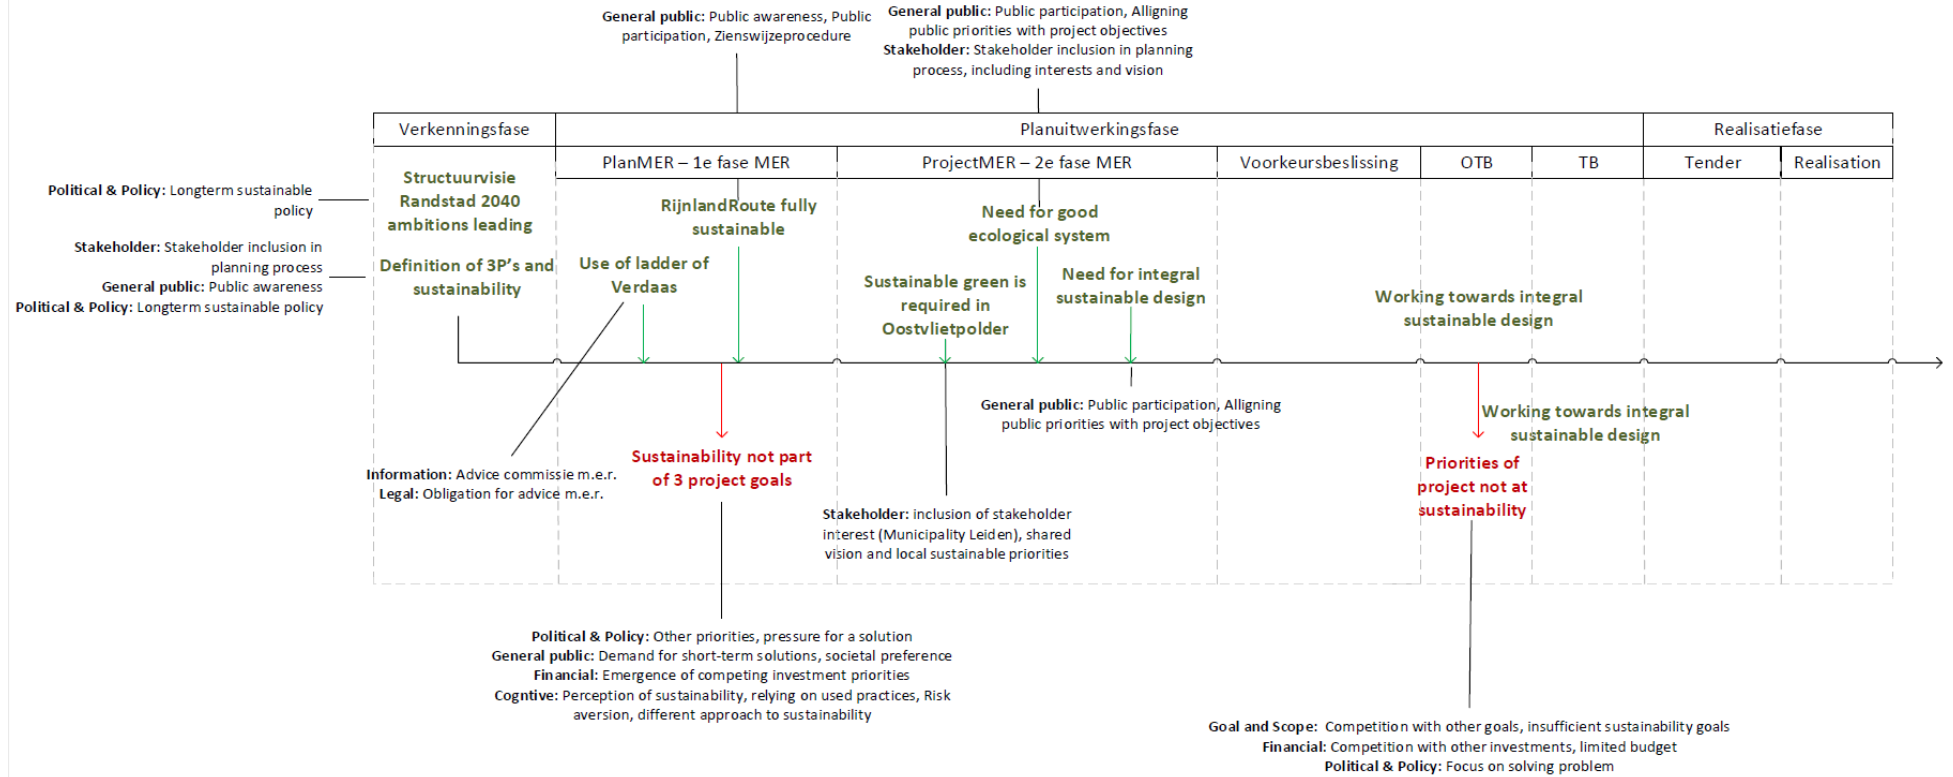 General public: Public awareness, Public
participation, Zienswijzeprocedure
General public: Public participation, Alligning
public priorities with project objectives
Stakeholder: Stakeholder inclusion in planning
process, including interests and vision
Verkenningsfase
Planuitwerkingsfase
Realisatiefase
PlanMER – 1e fase MER
ProjectMER – 2e fase MER
Voorkeursbeslissing
OTB
TB
Tender
Realisation
Political & Policy: Longterm sustainable
policy
Stakeholder: Stakeholder inclusion in
planning process
General public: Public awareness
Political & Policy: Longterm sustainable policy
Structuurvisie
Randstad 2040
ambitions leading
Definition of 3P's and
sustainability
Use of ladder of
Verdaas
RijnlandRoute fully
sustainable
Sustainable green is
required in
Oostvlietpolder
Need for good
ecological system
Need for integral
sustainable design
Working towards integral
sustainable design
General public: Public participation, Alligning
public priorities with project objectives
Working towards integral
sustainable design
Information: Advice commissie m.e.r.
Legal: Obligation for advice m.e.r.
Sustainability not part
of 3 project goals
Priorities of
project not at
sustainability
Stakeholder: inclusion of stakeholder
interest (Municipality Leiden), shared
vision and local sustainable priorities
Political & Policy: Other priorities, pressure for a solution
General public: Demand for short-term solutions, societal preference
Financial: Emergence of competing investment priorities
Cogntive: Perception of sustainability, relying on used practices, Risk
aversion, different approach to sustainability
Goal and Scope: Competition with other goals, insufficient sustainability goals
Financial: Competition with other investments, limited budget
Political & Policy: Focus on solving problem